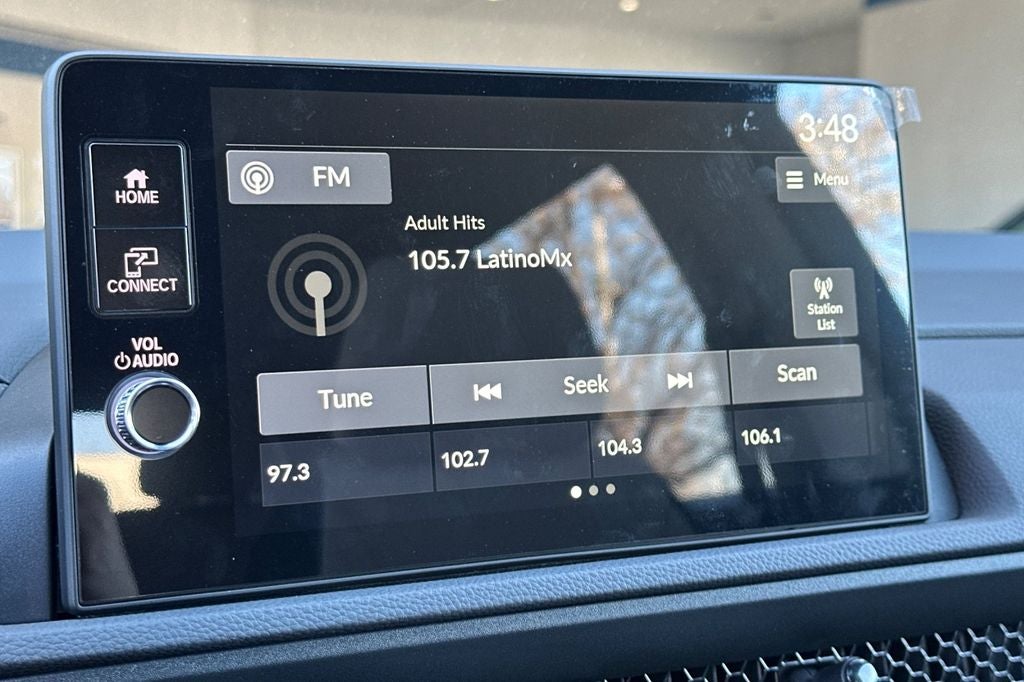 3:48
HOME
FM
Menu
Adult Hits
105.7 LatinoMx
CONNECT
Station
List
VOL
AUDIO
Tune
Seek
Scan
97.3
102.7
104.3
106.1